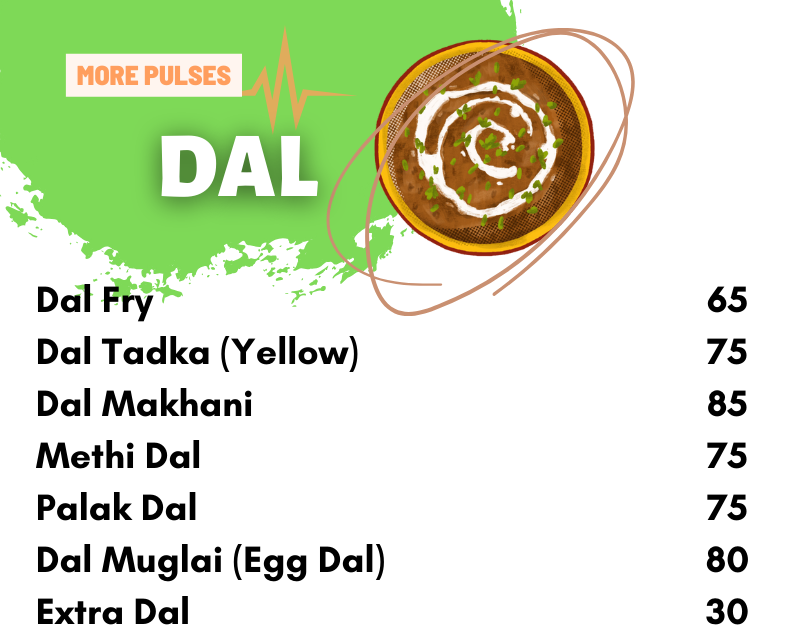 MORE PULSES
DAL
Dal Fry 65
Dal Tadka (Yellow) 75
Dal Makhani 85
Methi Dal 75
Palak Dal 75
Dal Muglai (Egg Dal) 80
Extra Dal 30